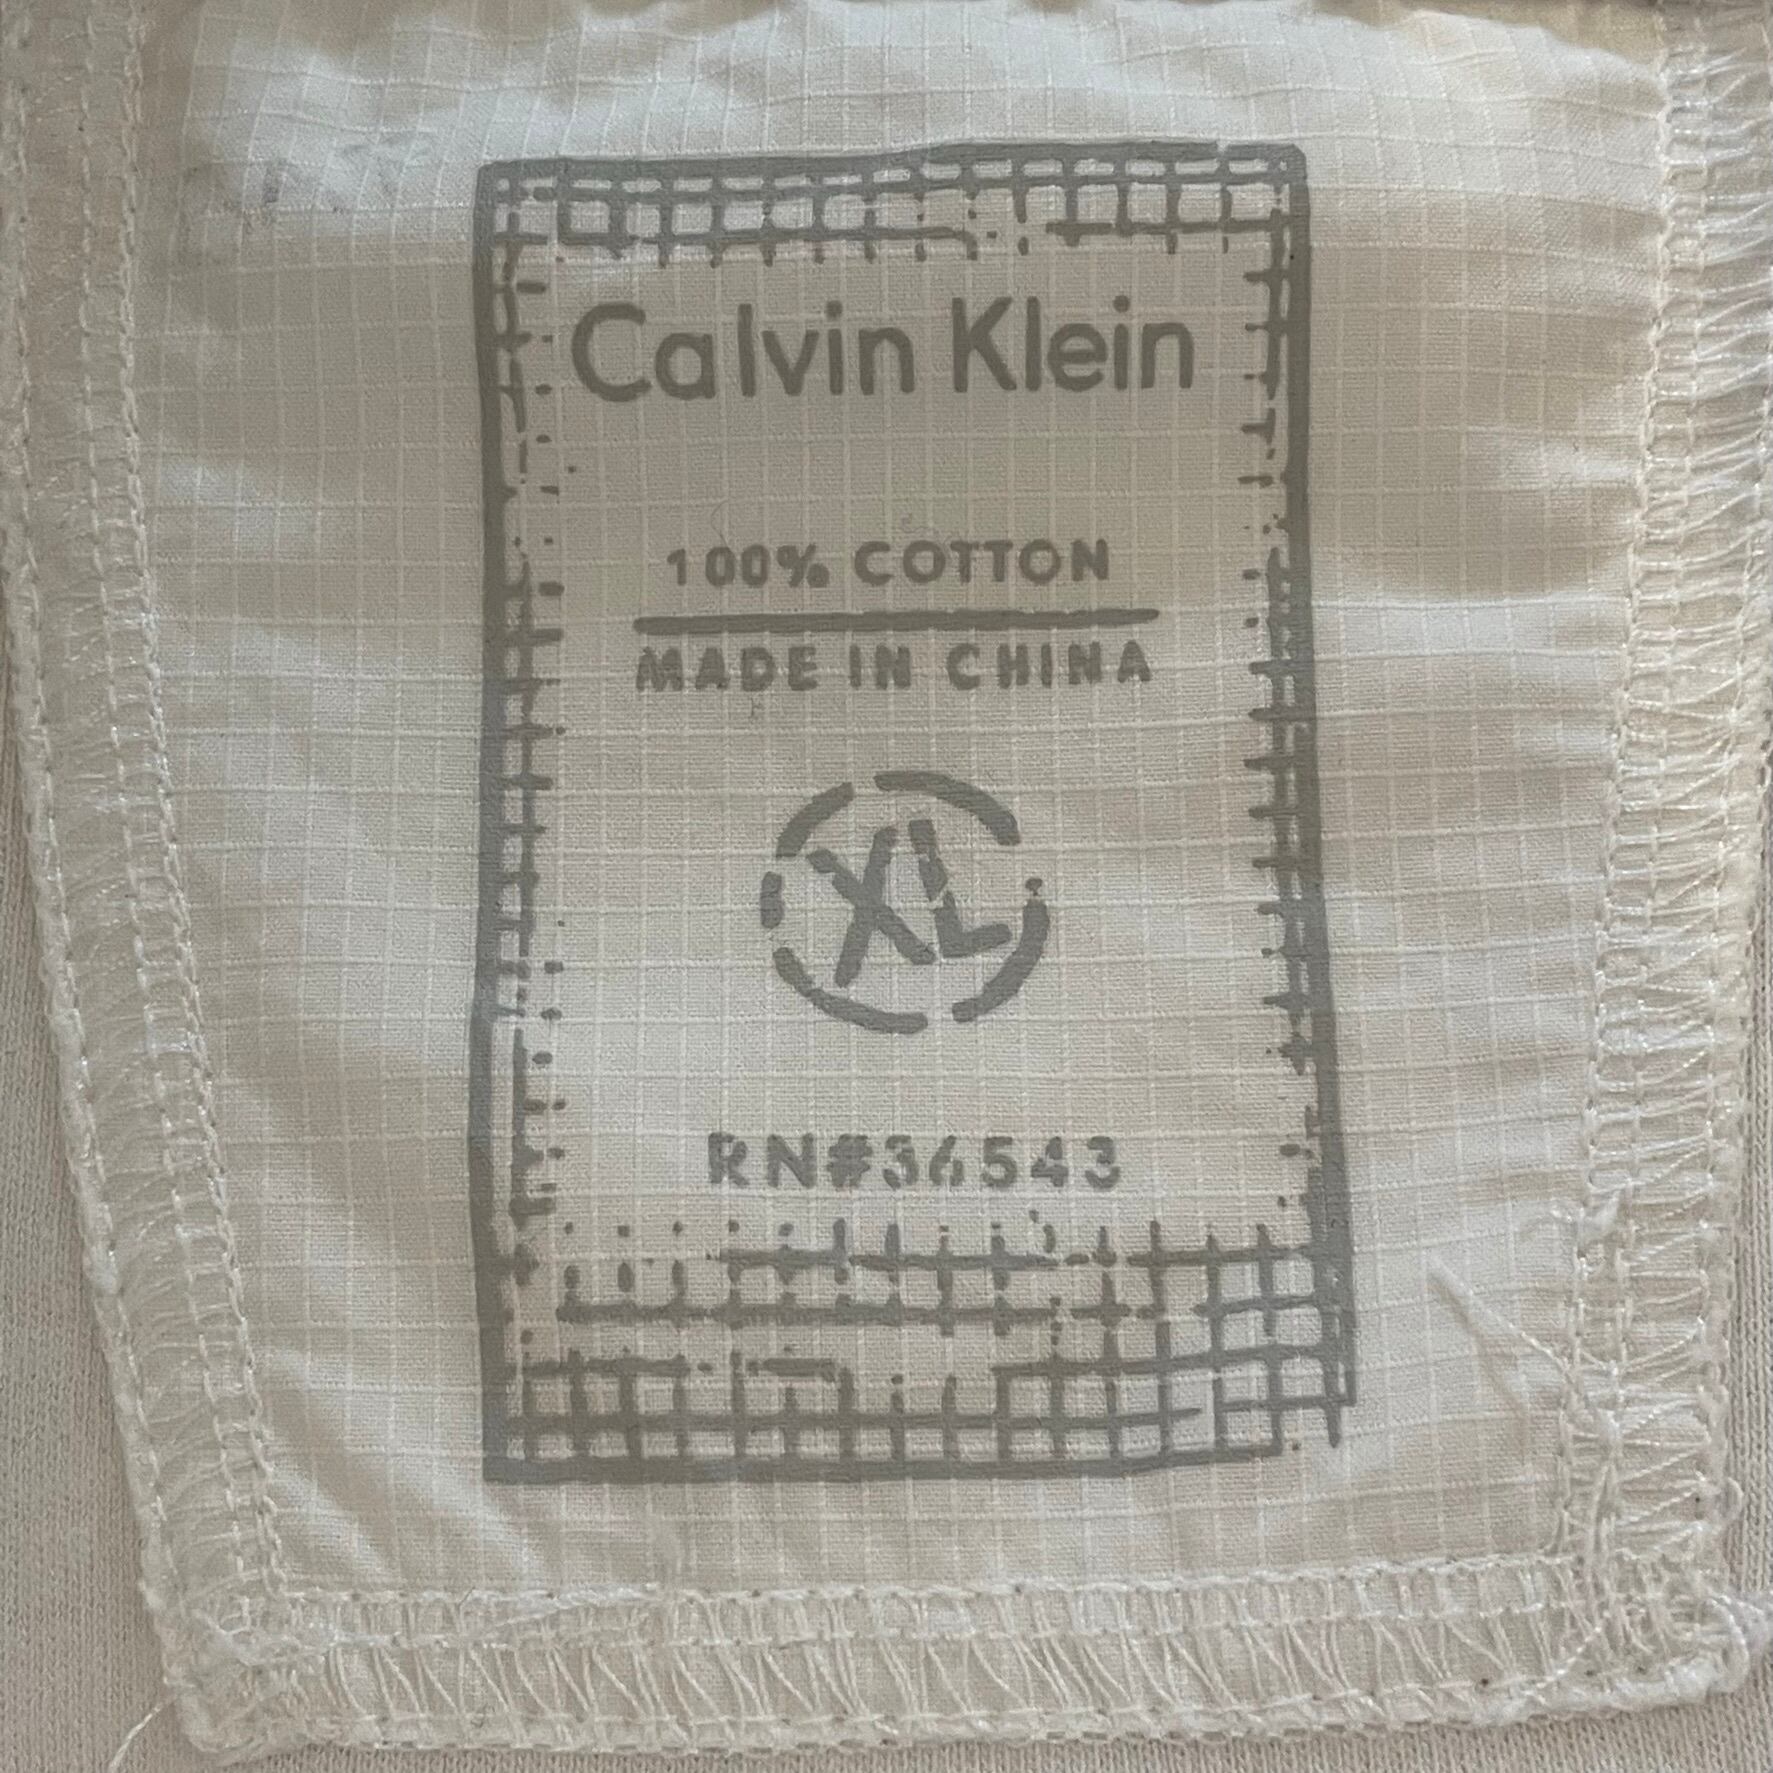 Calvin Klein
100% COTTON
MADE IN CHINA
XL
RN#36543